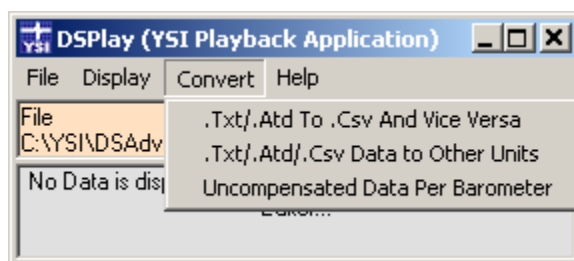 YSI DSPlay (YSI Playback Application)
File Display Convert Help
File
C:\YSI\DSAdv
.Txt/.Atd To .Csv And Vice Versa
.Txt/.Atd/.Csv Data to Other Units
No Data is
Uncompensated Data Per Barometer